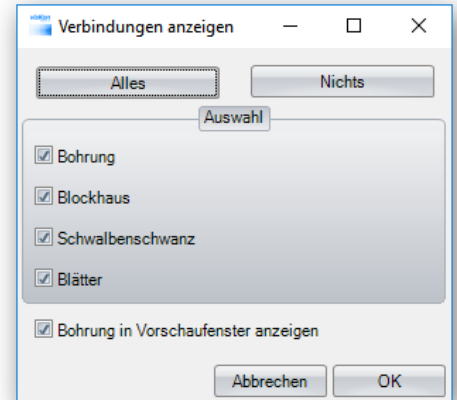 Verbindungen anzeigen
Alles Nichts
Auswahl
Bohrung
Blockhaus
Schwalbenschwanz
Blätter
Bohrung in Vorschaufenster anzeigen
Abbrechen OK